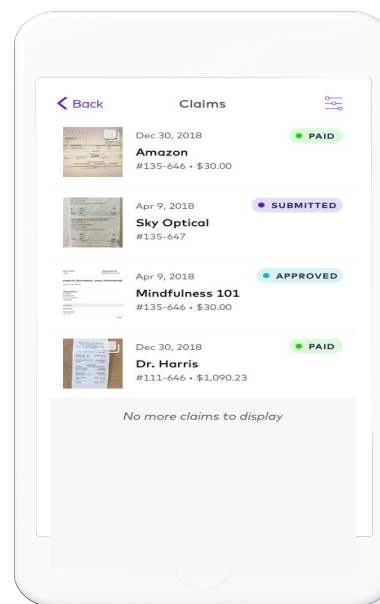 Back
Claims
Dec 30, 2018
PAID
Amazon
#135-646 • $30.00
Apr 9, 2018
SUBMITTED
Sky Optical
#135-647
Apr 9, 2018
APPROVED
Mindfulness 101
#135-646 • $30.00
Dec 30, 2018
PAID
Dr. Harris
#111-646 • $1,090.23
No more claims to display